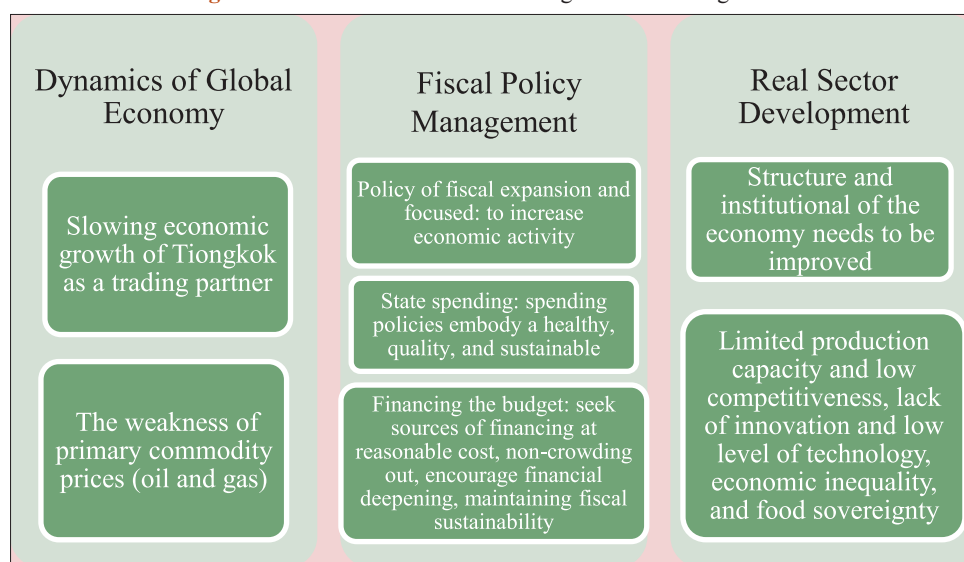 Dynamics of Global
Economy
Slowing economic
growth of Tiongkok
as a trading partner
The weakness of
primary commodity
prices (oil and gas)
Fiscal Policy
Management
Policy of fiscal expansion and
focused: to increase
economic activity
State spending: spending
policies embody a healthy,
quality, and sustainable
Financing the budget: seek
sources of financing at
reasonable cost, non-crowding
out, encourage financial
deepening, maintaining fiscal
sustainability
Real Sector
Development
Structure and
institutional of the
economy needs to be
improved
Limited production
capacity and low
competitiveness, lack
of innovation and low
level of technology,
economic inequality,
and food sovereignty